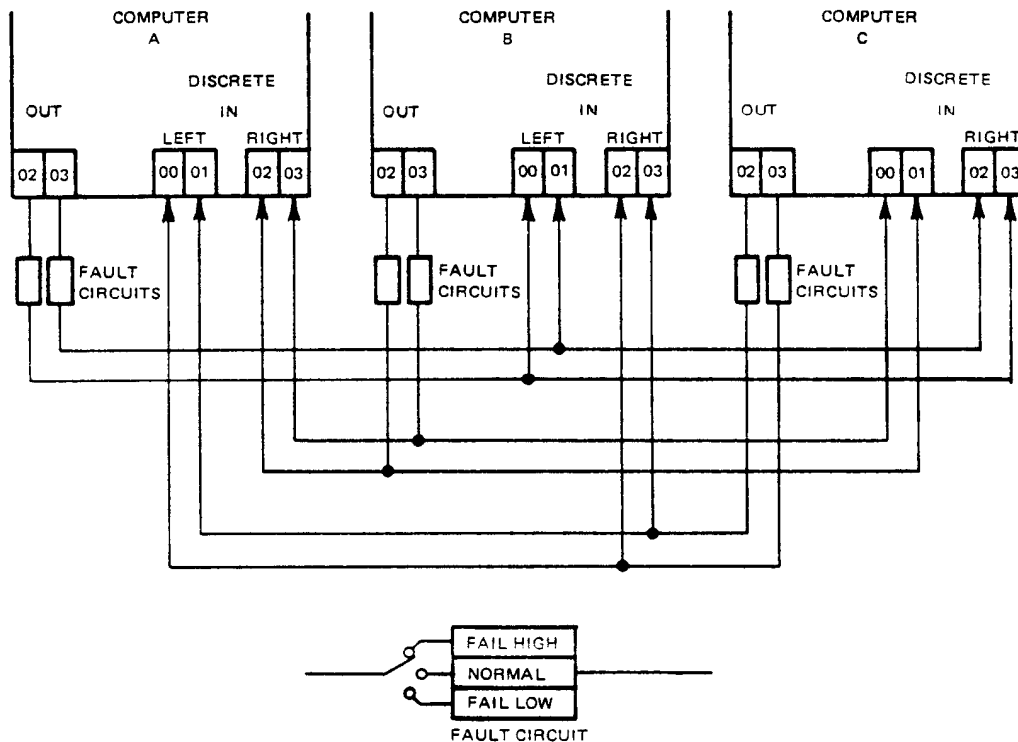 COMPUTER A
COMPUTER B
COMPUTER C
DISCRETE IN
DISCRETE IN
DISCRETE IN
OUT
LEFT
RIGHT
OUT
LEFT
RIGHT
OUT
RIGHT
02 03
00 01
02 03
02 03
00 01
02 03
02 03
00 01
02 03
FAULT CIRCUITS
FAULT CIRCUITS
FAULT CIRCUITS
FAIL HIGH
NORMAL
FAIL LOW
FAULT CIRCUIT